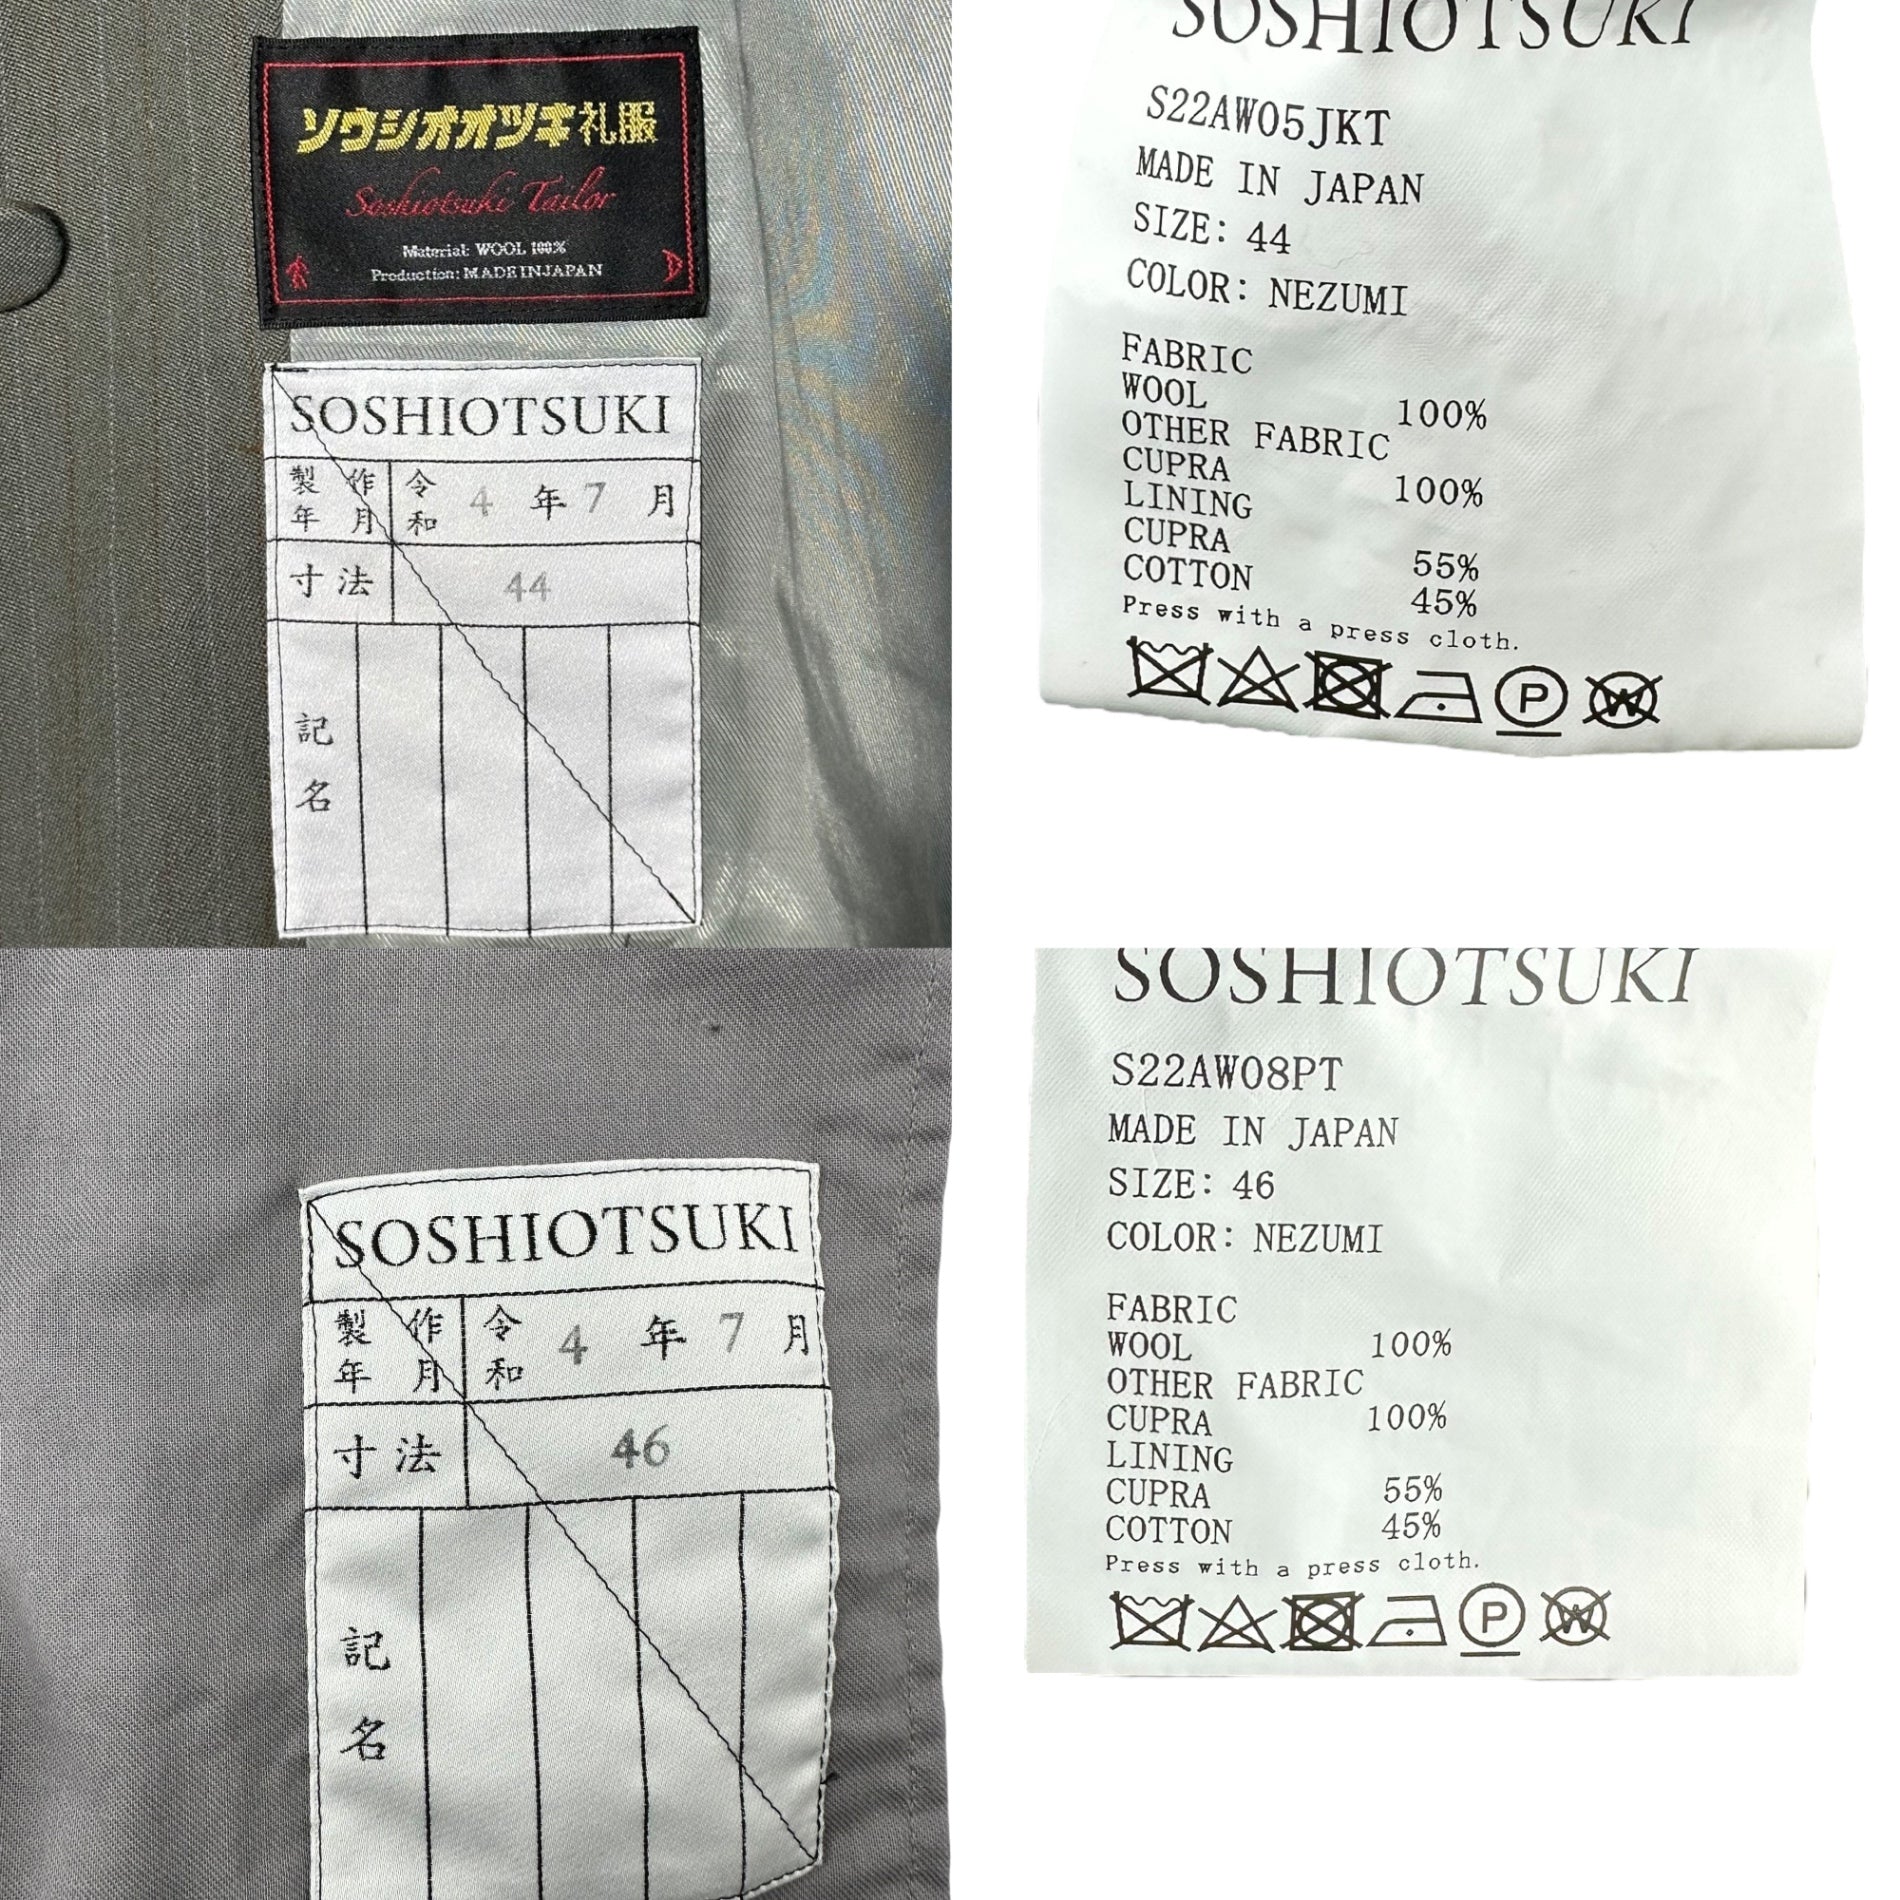 ソウシオオツキ礼服
Soshiotsuki Tailor
Material: WOOL 100%
Production: MADE IN JAPAN
SOSHIOTSUKI
製作年月 令和 4 年 7 月
寸法 44
記名
SOSHIOTSUKI
S22AW05JKT
MADE IN JAPAN
SIZE: 44
COLOR: NEZUMI
FABRIC
WOOL 100%
OTHER FABRIC
CUPRA 100%
LINING
CUPRA 55%
COTTON 45%
Press with a press cloth.
P W
SOSHIOTSUKI
製作年月 令和 4 年 7 月
寸法 46
記名
SOSHIOTSUKI
S22AW08PT
MADE IN JAPAN
SIZE: 46
COLOR: NEZUMI
FABRIC
WOOL 100%
OTHER FABRIC
CUPRA 100%
LINING
CUPRA 55%
COTTON 45%
Press with a press cloth.
P W